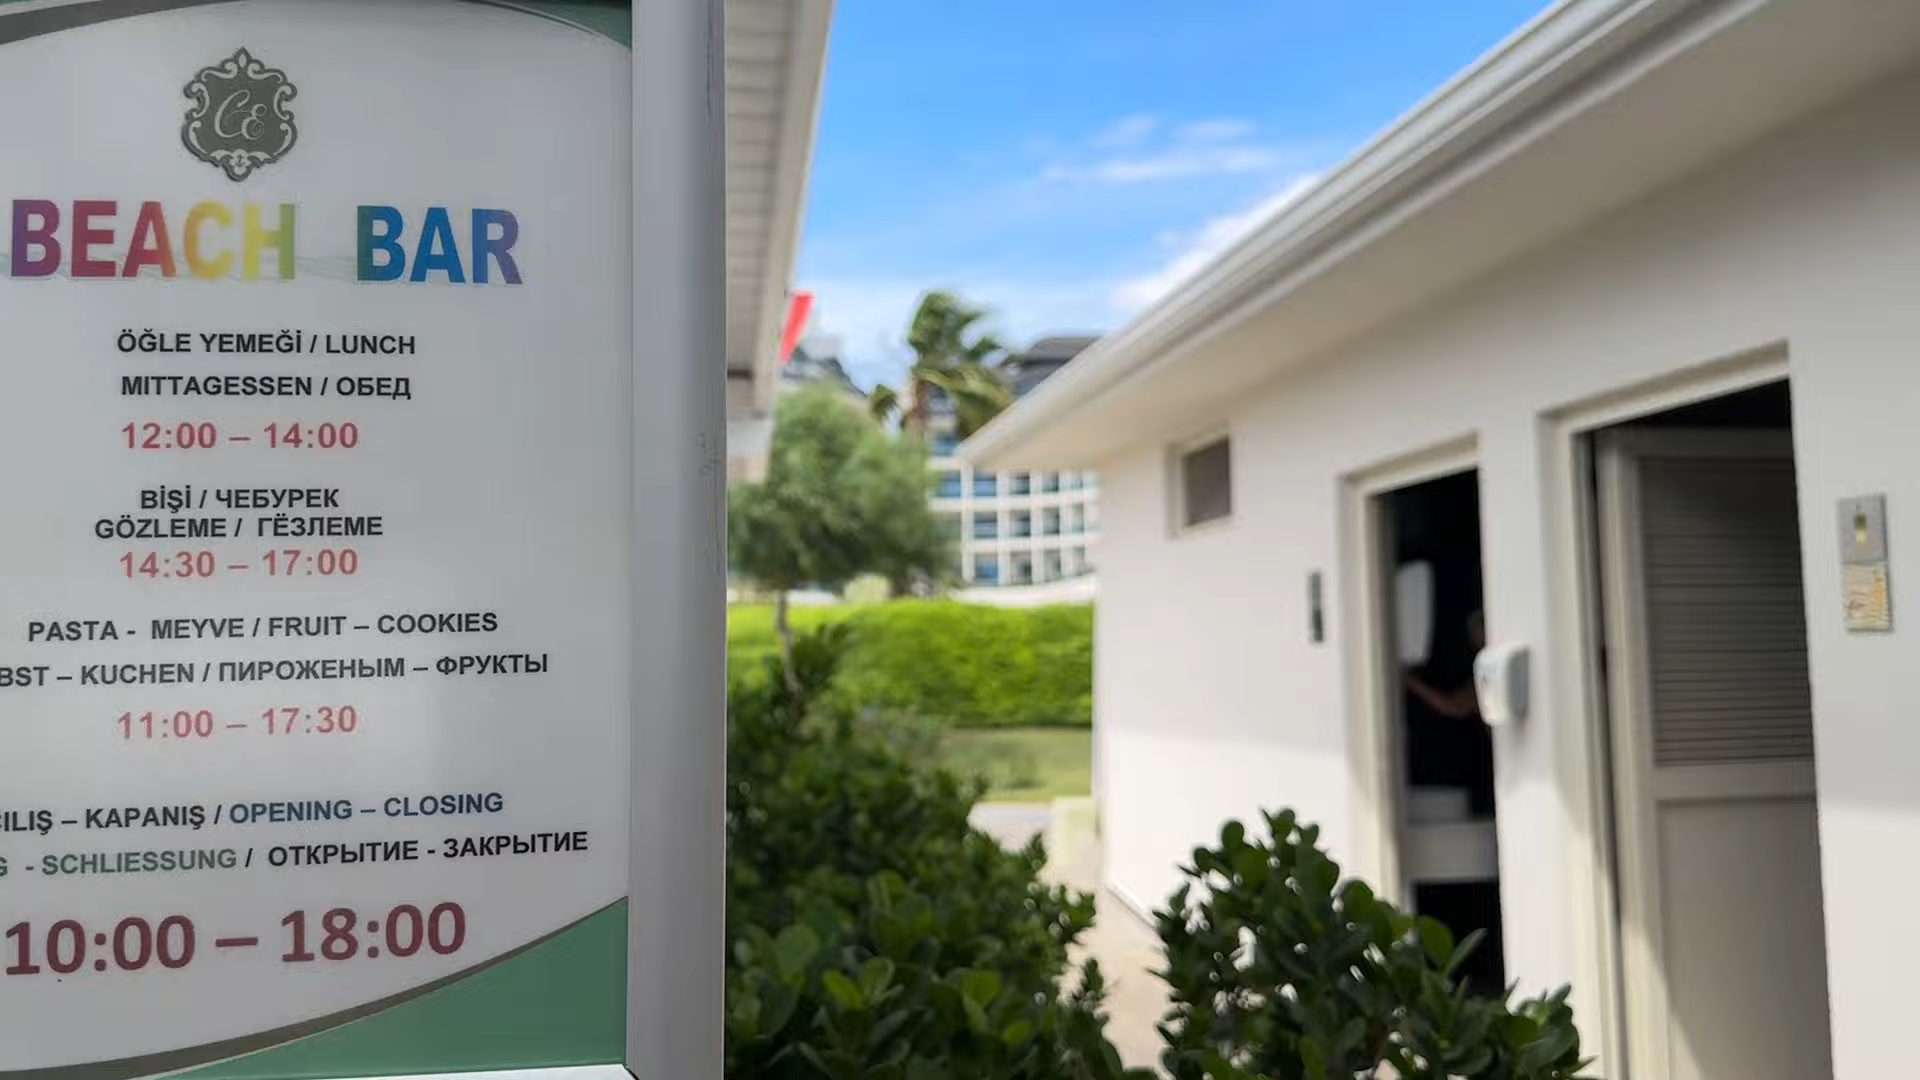 CE
BEACH BAR
ÖĞLE YEMEĞİ / LUNCH
MITTAGESSEN / ОБЕД
12:00 – 14:00
BİŞİ / ЧЕБУРЕК
GÖZLEME / ГЁЗЛЕМЕ
14:30 – 17:00
PASTA - MEYVE / FRUIT – COOKIES
BST – KUCHEN / ПИРОЖЕНЫМ – ФРУКТЫ
11:00 – 17:30
ILIŞ – KAPANIŞ / OPENING – CLOSING
G - SCHLIESSUNG / ОТКРЫТИЕ - ЗАКРЫТИЕ
10:00 – 18:00